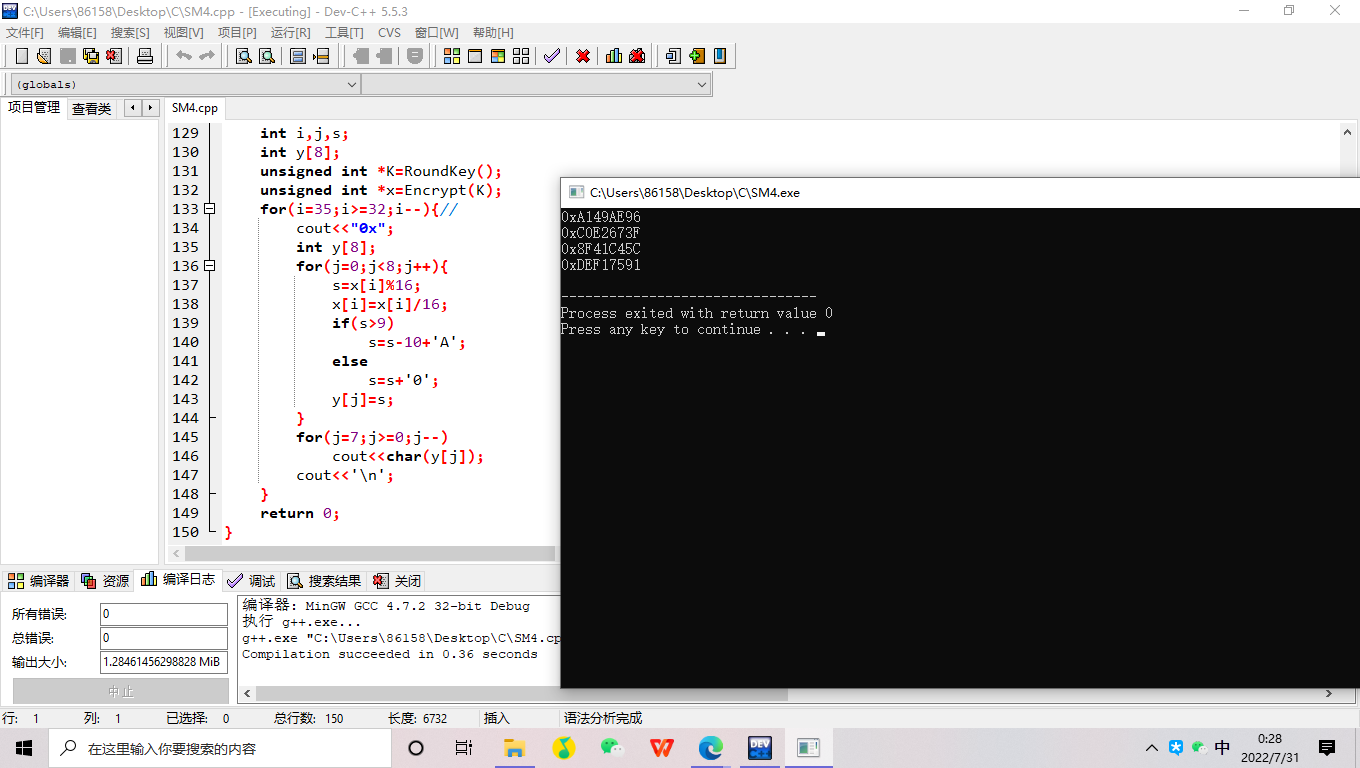 C:\Users\86158\Desktop\C\SM4.cpp - [Executing] - Dev-C++ 5.5.3
文件[F] 编辑[E] 搜索[S] 视图[V] 项目[P] 运行[R] 工具[T] CVS 窗口[W] 帮助[H]
(globals)
项目管理 查看类 SM4.cpp
129 int i,j,s;
130 int y[8];
131 unsigned int *K=RoundKey();
132 unsigned int *x=Encrypt(K);
133 for(i=35;i>=32;i--){//
134 cout<<"0x";
135 int y[8];
136 for(j=0;j<8;j++){
137 s=x[i]%16;
138 x[i]=x[i]/16;
139 if(s>9)
140 s=s-10+'A';
141 else
142 s=s+'0';
143 y[j]=s;
144 }
145 for(j=7;j>=0;j--)
146 cout<<char(y[j]);
147 cout<<'\n';
148 }
149 return 0;
150 }
C:\Users\86158\Desktop\C\SM4.exe
0xA149AE96
0xC0E2673F
0x8F41C45C
0xDEF17591
--------------------------------
Process exited with return value 0
Press any key to continue . . .
编译器 资源 编译日志 调试 搜索结果 关闭
所有错误: 0
总错误: 0
输出大小: 1.28461456298828 MiB
中止
编译器: MinGW GCC 4.7.2 32-bit Debug
执行 g++.exe...
g++.exe "C:\Users\86158\Desktop\C\SM4.cp
Compilation succeeded in 0.36 seconds
行: 1 列: 1 已选择: 0 总行数: 150 长度: 6732 插入 语法分析完成
在这里输入你要搜索的内容
DEV
中
0:28
2022/7/31